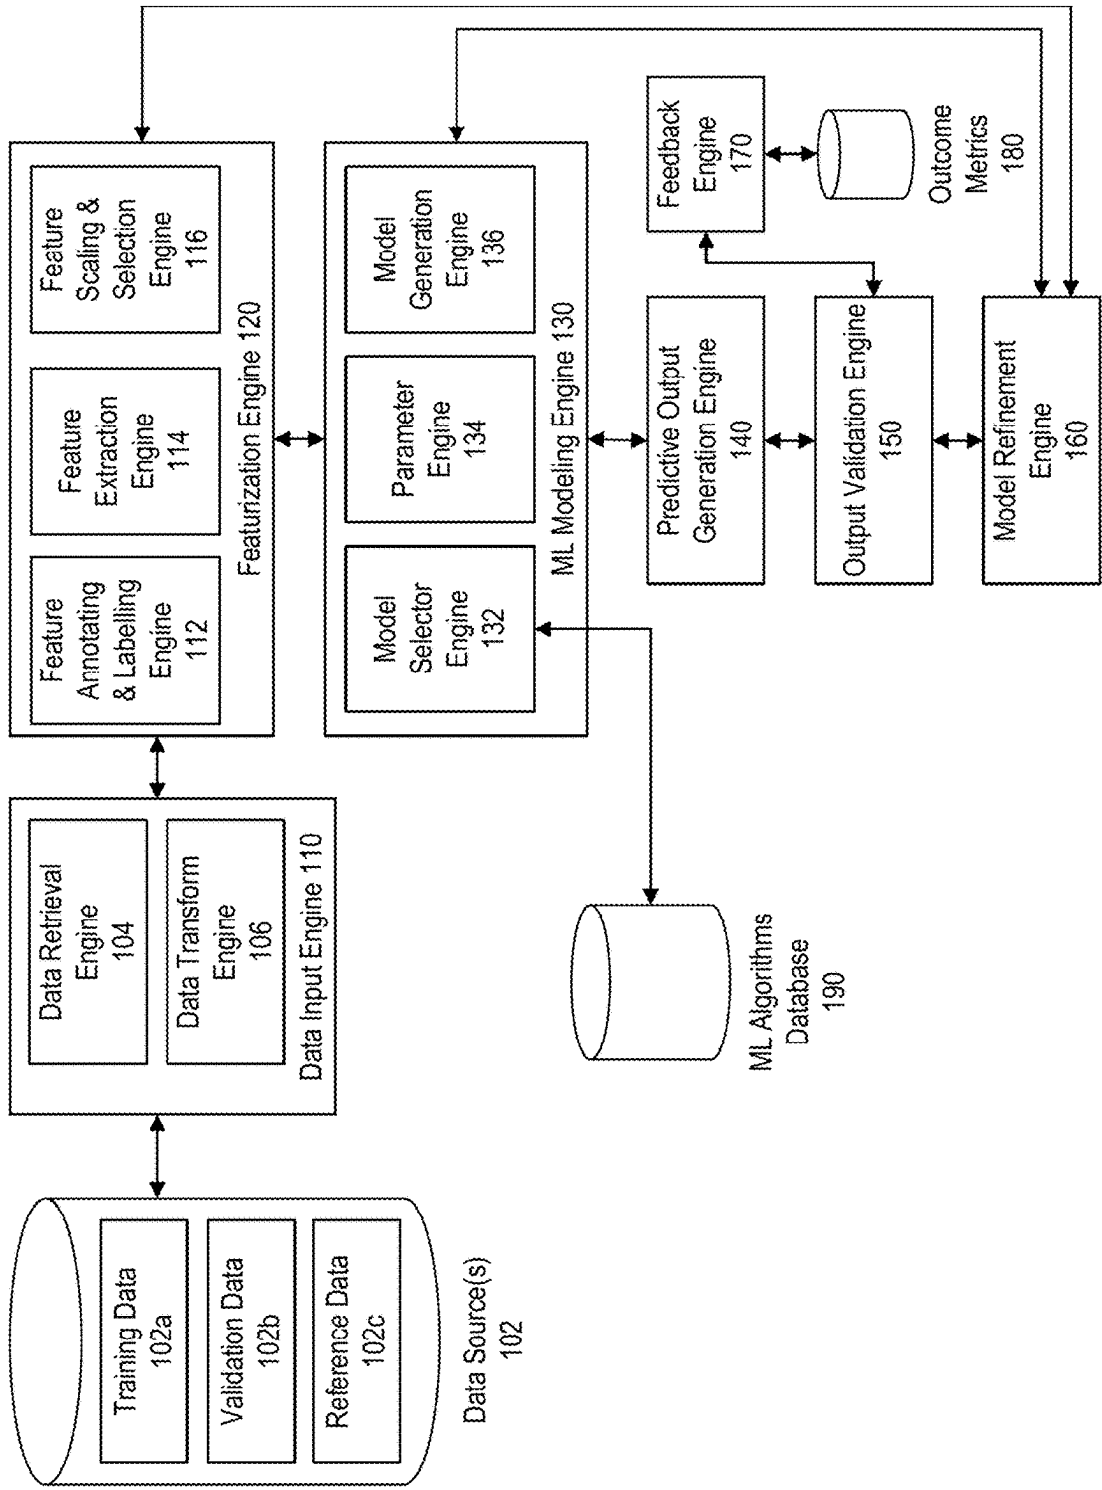 Training Data
102a
Validation Data
102b
Reference Data
102c
Data Source(s)
102
Data Retrieval
Engine
104
Data Transform
Engine
106
Data Input Engine 110
Feature
Annotating
& Labelling
Engine
112
Feature
Extraction
Engine
114
Feature
Scaling &
Selection
Engine
116
Featurization Engine 120
Model
Selector
Engine
132
Parameter
Engine
134
Model
Generation
Engine
136
ML Modeling Engine 130
ML Algorithms
Database
190
Predictive Output
Generation Engine
140
Feedback
Engine
170
Output Validation Engine
150
Outcome
Metrics
180
Model Refinement
Engine
160